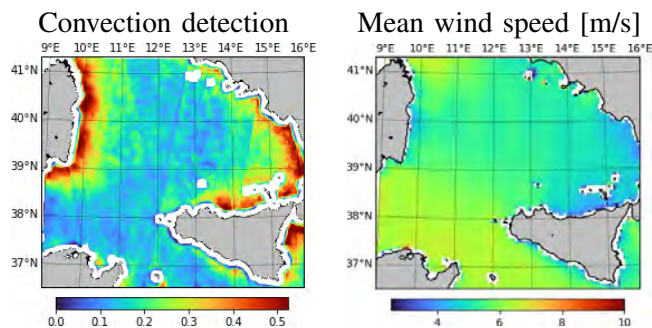 Convection detection
Mean wind speed [m/s]
9°E 10°E 11°E 12°E 13°E 14°E 15°E 16°E
9°E 10°E 11°E 12°E 13°E 14°E 15°E 16°E
41°N
40°N
39°N
38°N
37°N
41°N
40°N
39°N
38°N
37°N
0.0 0.1 0.2 0.3 0.4 0.5
4 6 8 10